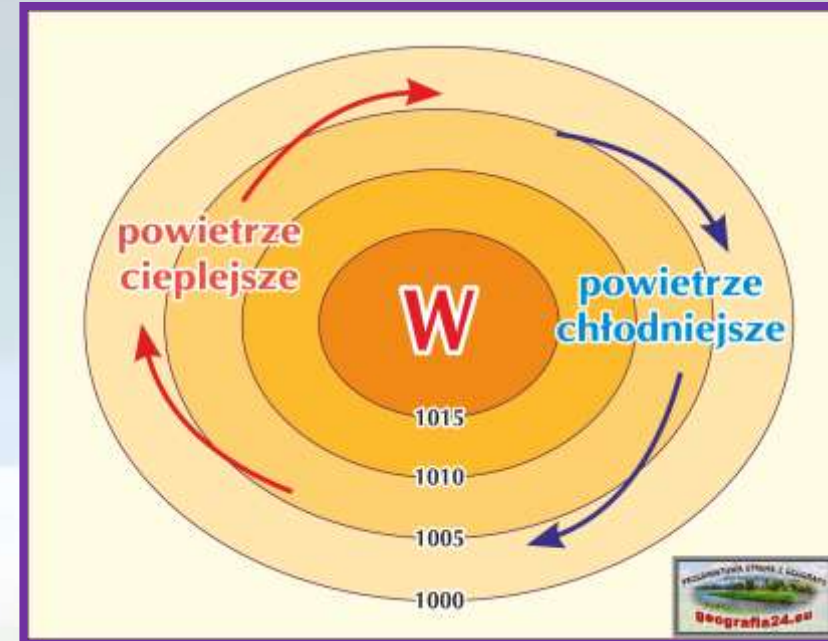 powietrze
cieplejsze
W
powietrze
chłodniejsze
1015
1010
1005
1000
geografia24.eu